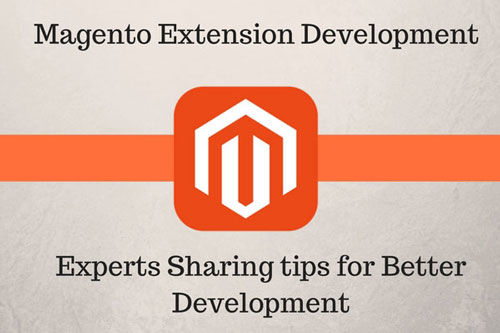 Magento Extension Development
Experts Sharing tips for Better
Development